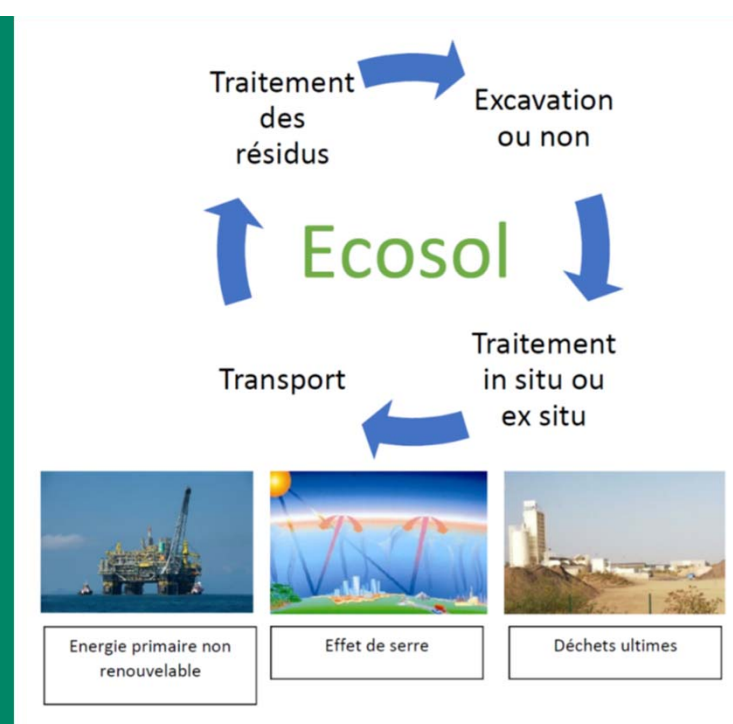 Traitement
des
résidus
Excavation
ou non
Ecosol
Traitement
in situ ou
ex situ
Transport
Energie primaire non
renouvelable
Effet de serre
Déchets ultimes